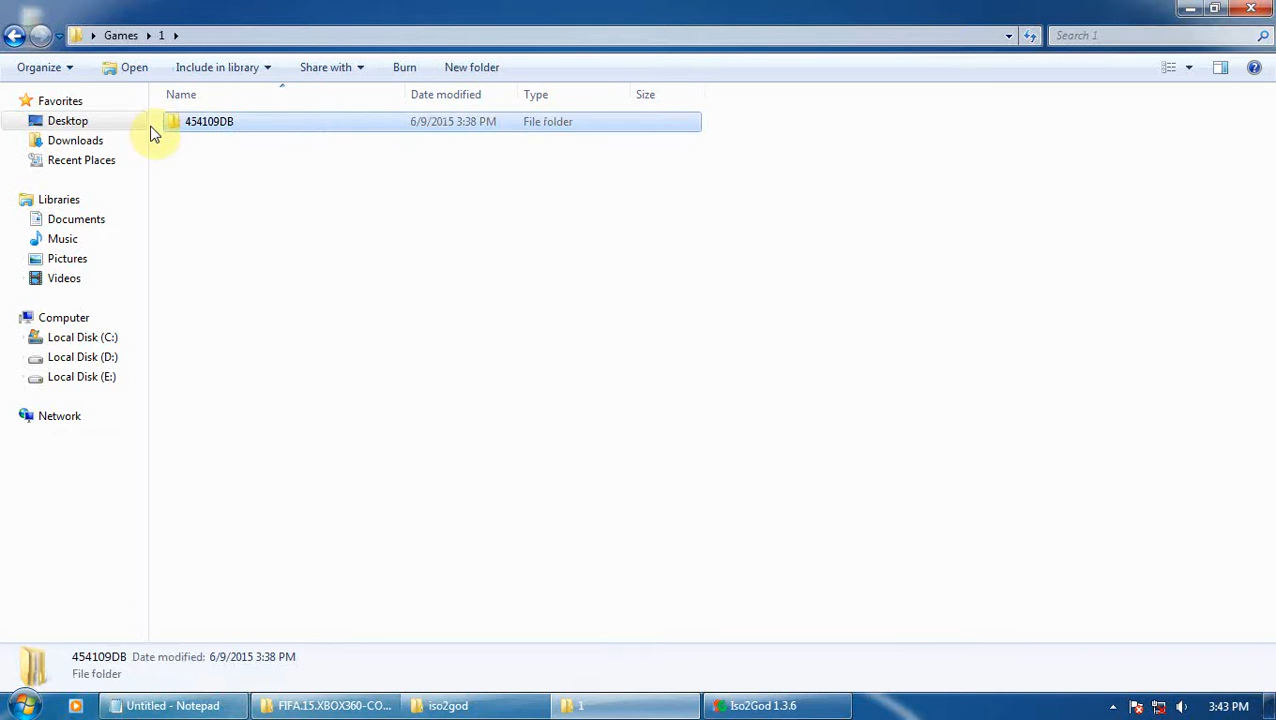 Games 1
Search 1
Organize Open Include in library Share with Burn New folder
Name Date modified Type Size
454109DB 6/9/2015 3:38 PM File folder
Favorites
Desktop
Downloads
Recent Places
Libraries
Documents
Music
Pictures
Videos
Computer
Local Disk (C:)
Local Disk (D:)
Local Disk (E:)
Network
454109DB Date modified: 6/9/2015 3:38 PM
File folder
Untitled - Notepad FIFA.15.XBOX360-CO... iso2god 1 Iso2God 1.3.6 3:43 PM